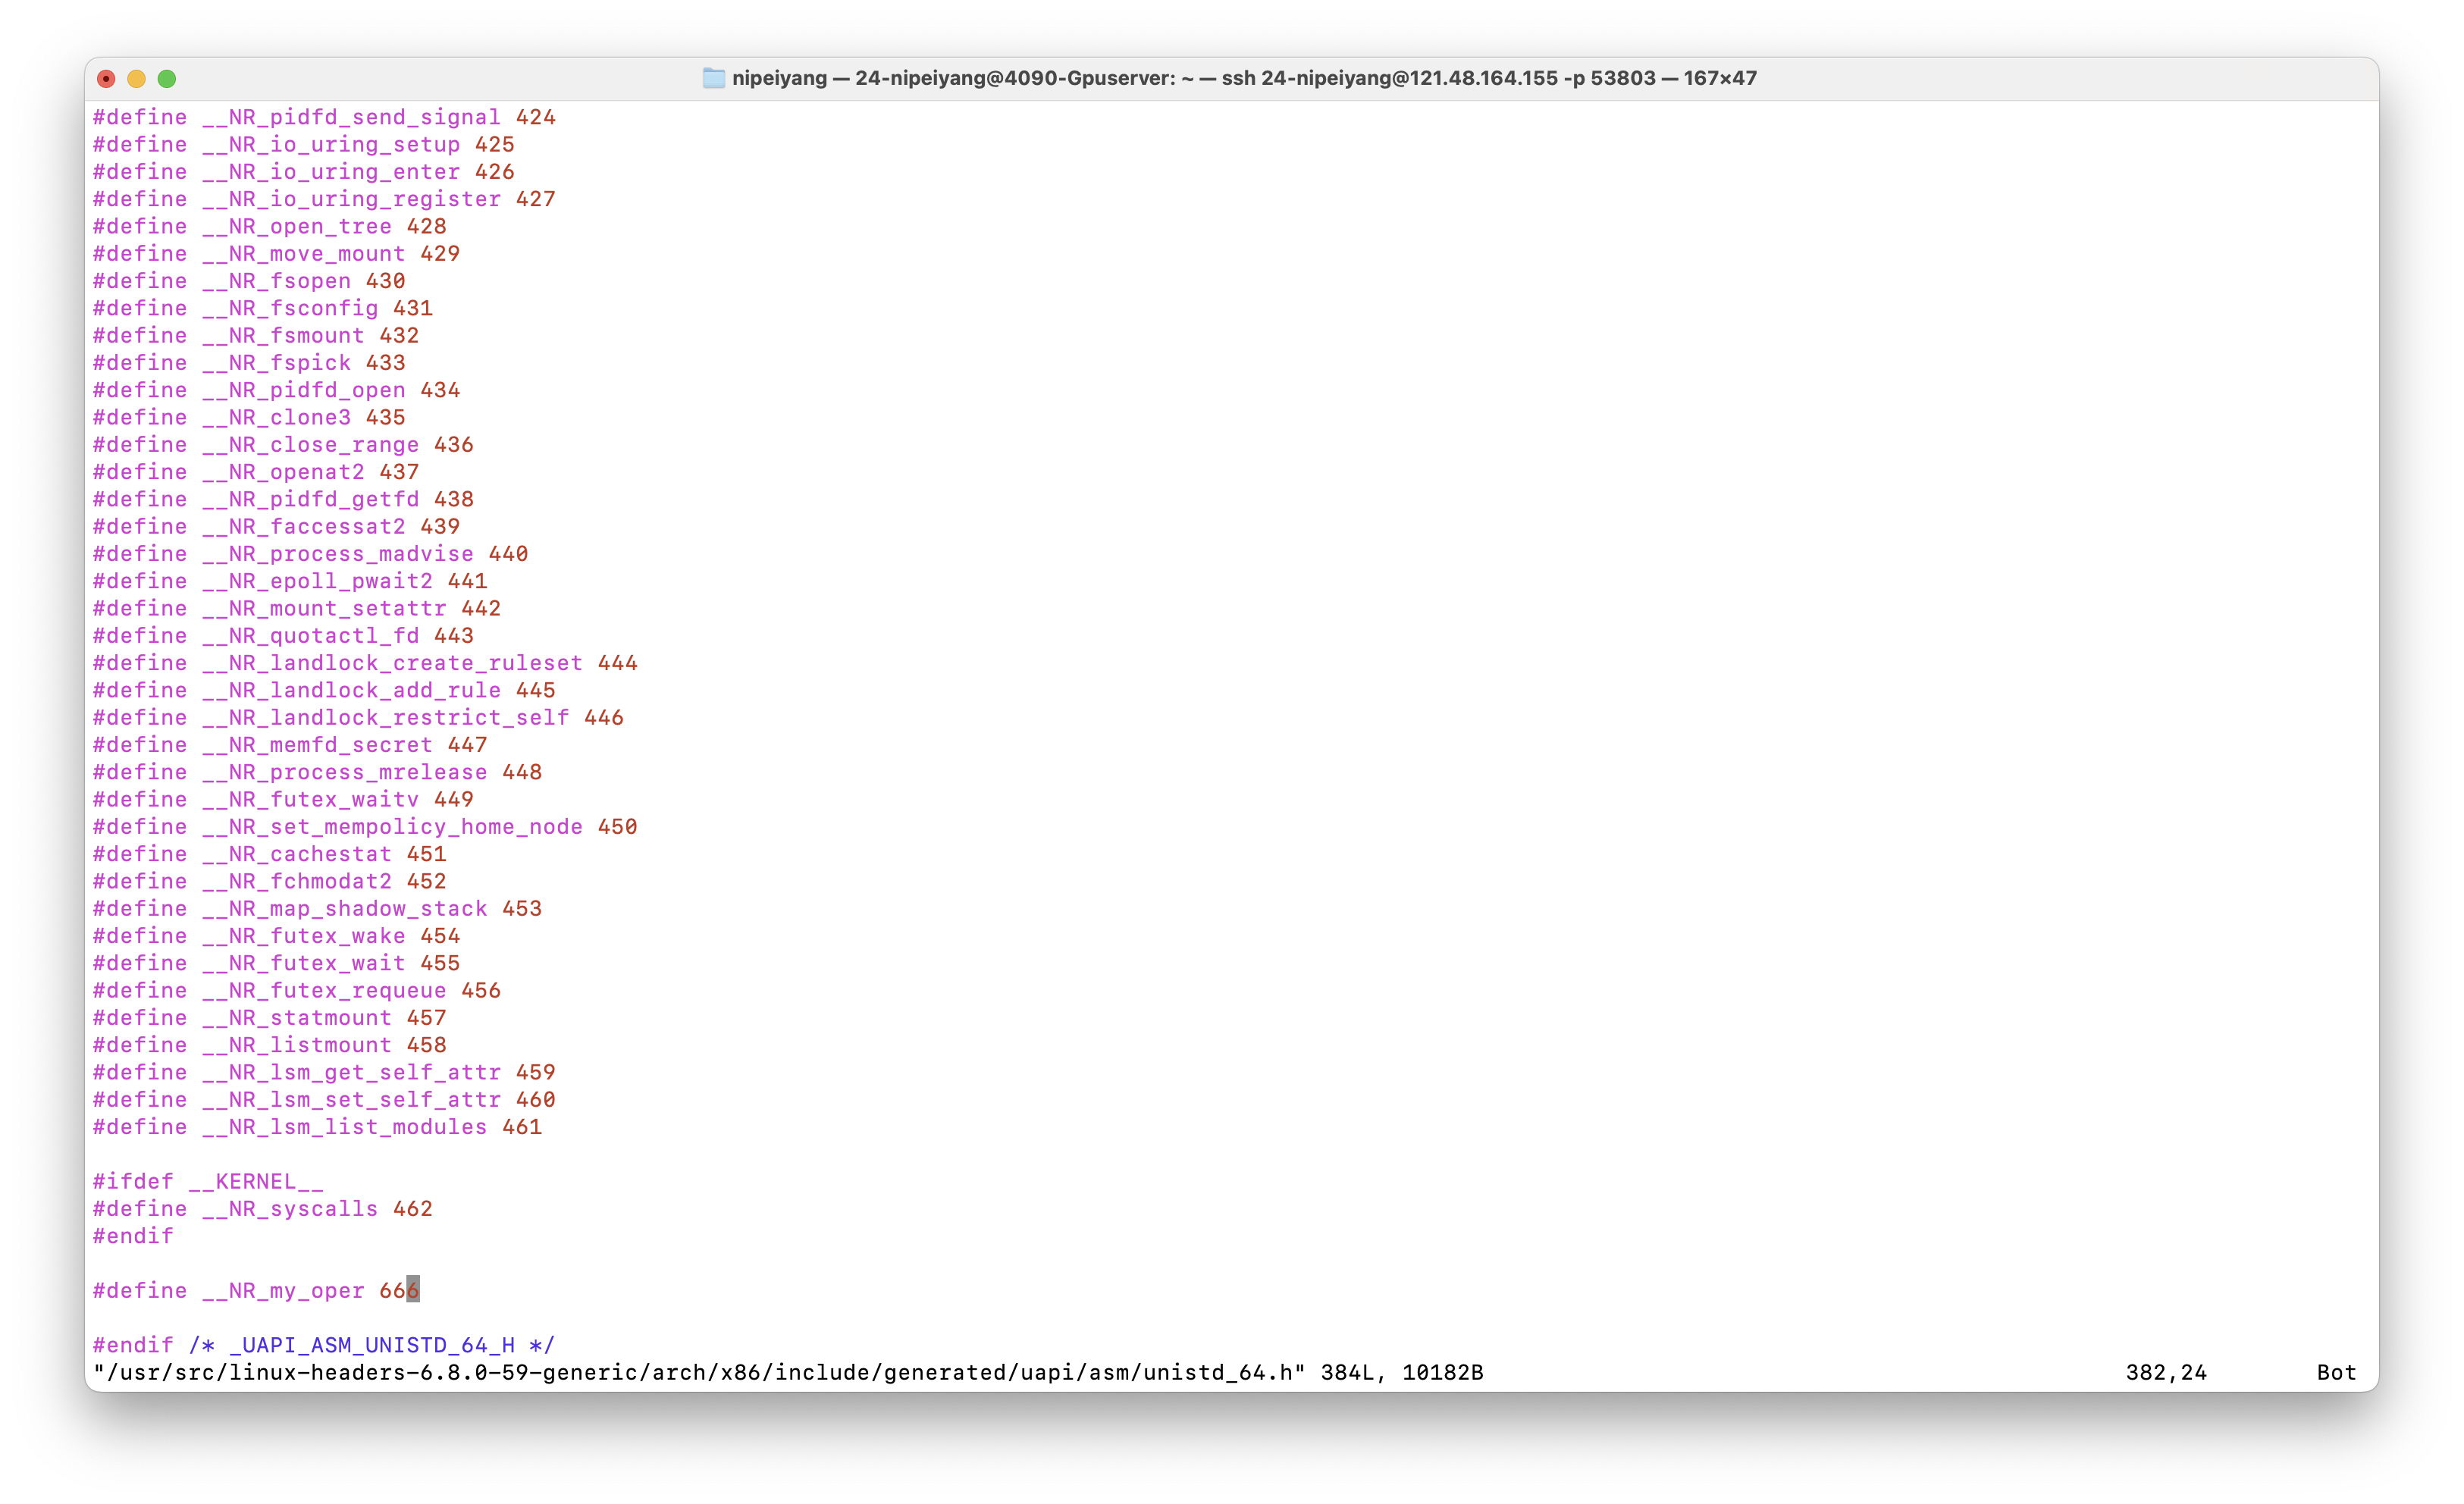 nipeiyang — 24-nipeiyang@4090-Gpuserver: ~ — ssh 24-nipeiyang@121.48.164.155 -p 53803 — 167×47
#define __NR_pidfd_send_signal 424
#define __NR_io_uring_setup 425
#define __NR_io_uring_enter 426
#define __NR_io_uring_register 427
#define __NR_open_tree 428
#define __NR_move_mount 429
#define __NR_fsopen 430
#define __NR_fsconfig 431
#define __NR_fsmount 432
#define __NR_fspick 433
#define __NR_pidfd_open 434
#define __NR_clone3 435
#define __NR_close_range 436
#define __NR_openat2 437
#define __NR_pidfd_getfd 438
#define __NR_faccessat2 439
#define __NR_process_madvise 440
#define __NR_epoll_pwait2 441
#define __NR_mount_setattr 442
#define __NR_quotactl_fd 443
#define __NR_landlock_create_ruleset 444
#define __NR_landlock_add_rule 445
#define __NR_landlock_restrict_self 446
#define __NR_memfd_secret 447
#define __NR_process_mrelease 448
#define __NR_futex_waitv 449
#define __NR_set_mempolicy_home_node 450
#define __NR_cachestat 451
#define __NR_fchmodat2 452
#define __NR_map_shadow_stack 453
#define __NR_futex_wake 454
#define __NR_futex_wait 455
#define __NR_futex_requeue 456
#define __NR_statmount 457
#define __NR_listmount 458
#define __NR_lsm_get_self_attr 459
#define __NR_lsm_set_self_attr 460
#define __NR_lsm_list_modules 461
#ifdef __KERNEL__
#define __NR_syscalls 462
#endif
#define __NR_my_oper 666
#endif /* _UAPI_ASM_UNISTD_64_H */
"/usr/src/linux-headers-6.8.0-59-generic/arch/x86/include/generated/uapi/asm/unistd_64.h" 384L, 10182B 382,24 Bot